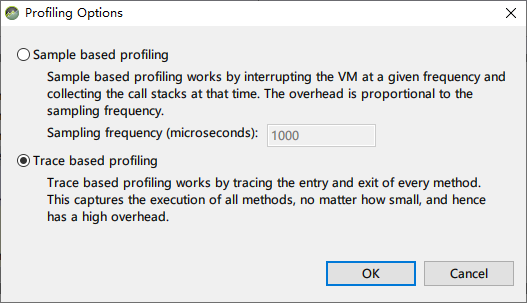 Profiling Options
Sample based profiling
Sample based profiling works by interrupting the VM at a given frequency and
collecting the call stacks at that time. The overhead is proportional to the
sampling frequency.
Sampling frequency (microseconds): 1000
Trace based profiling
Trace based profiling works by tracing the entry and exit of every method.
This captures the execution of all methods, no matter how small, and hence
has a high overhead.
OK Cancel